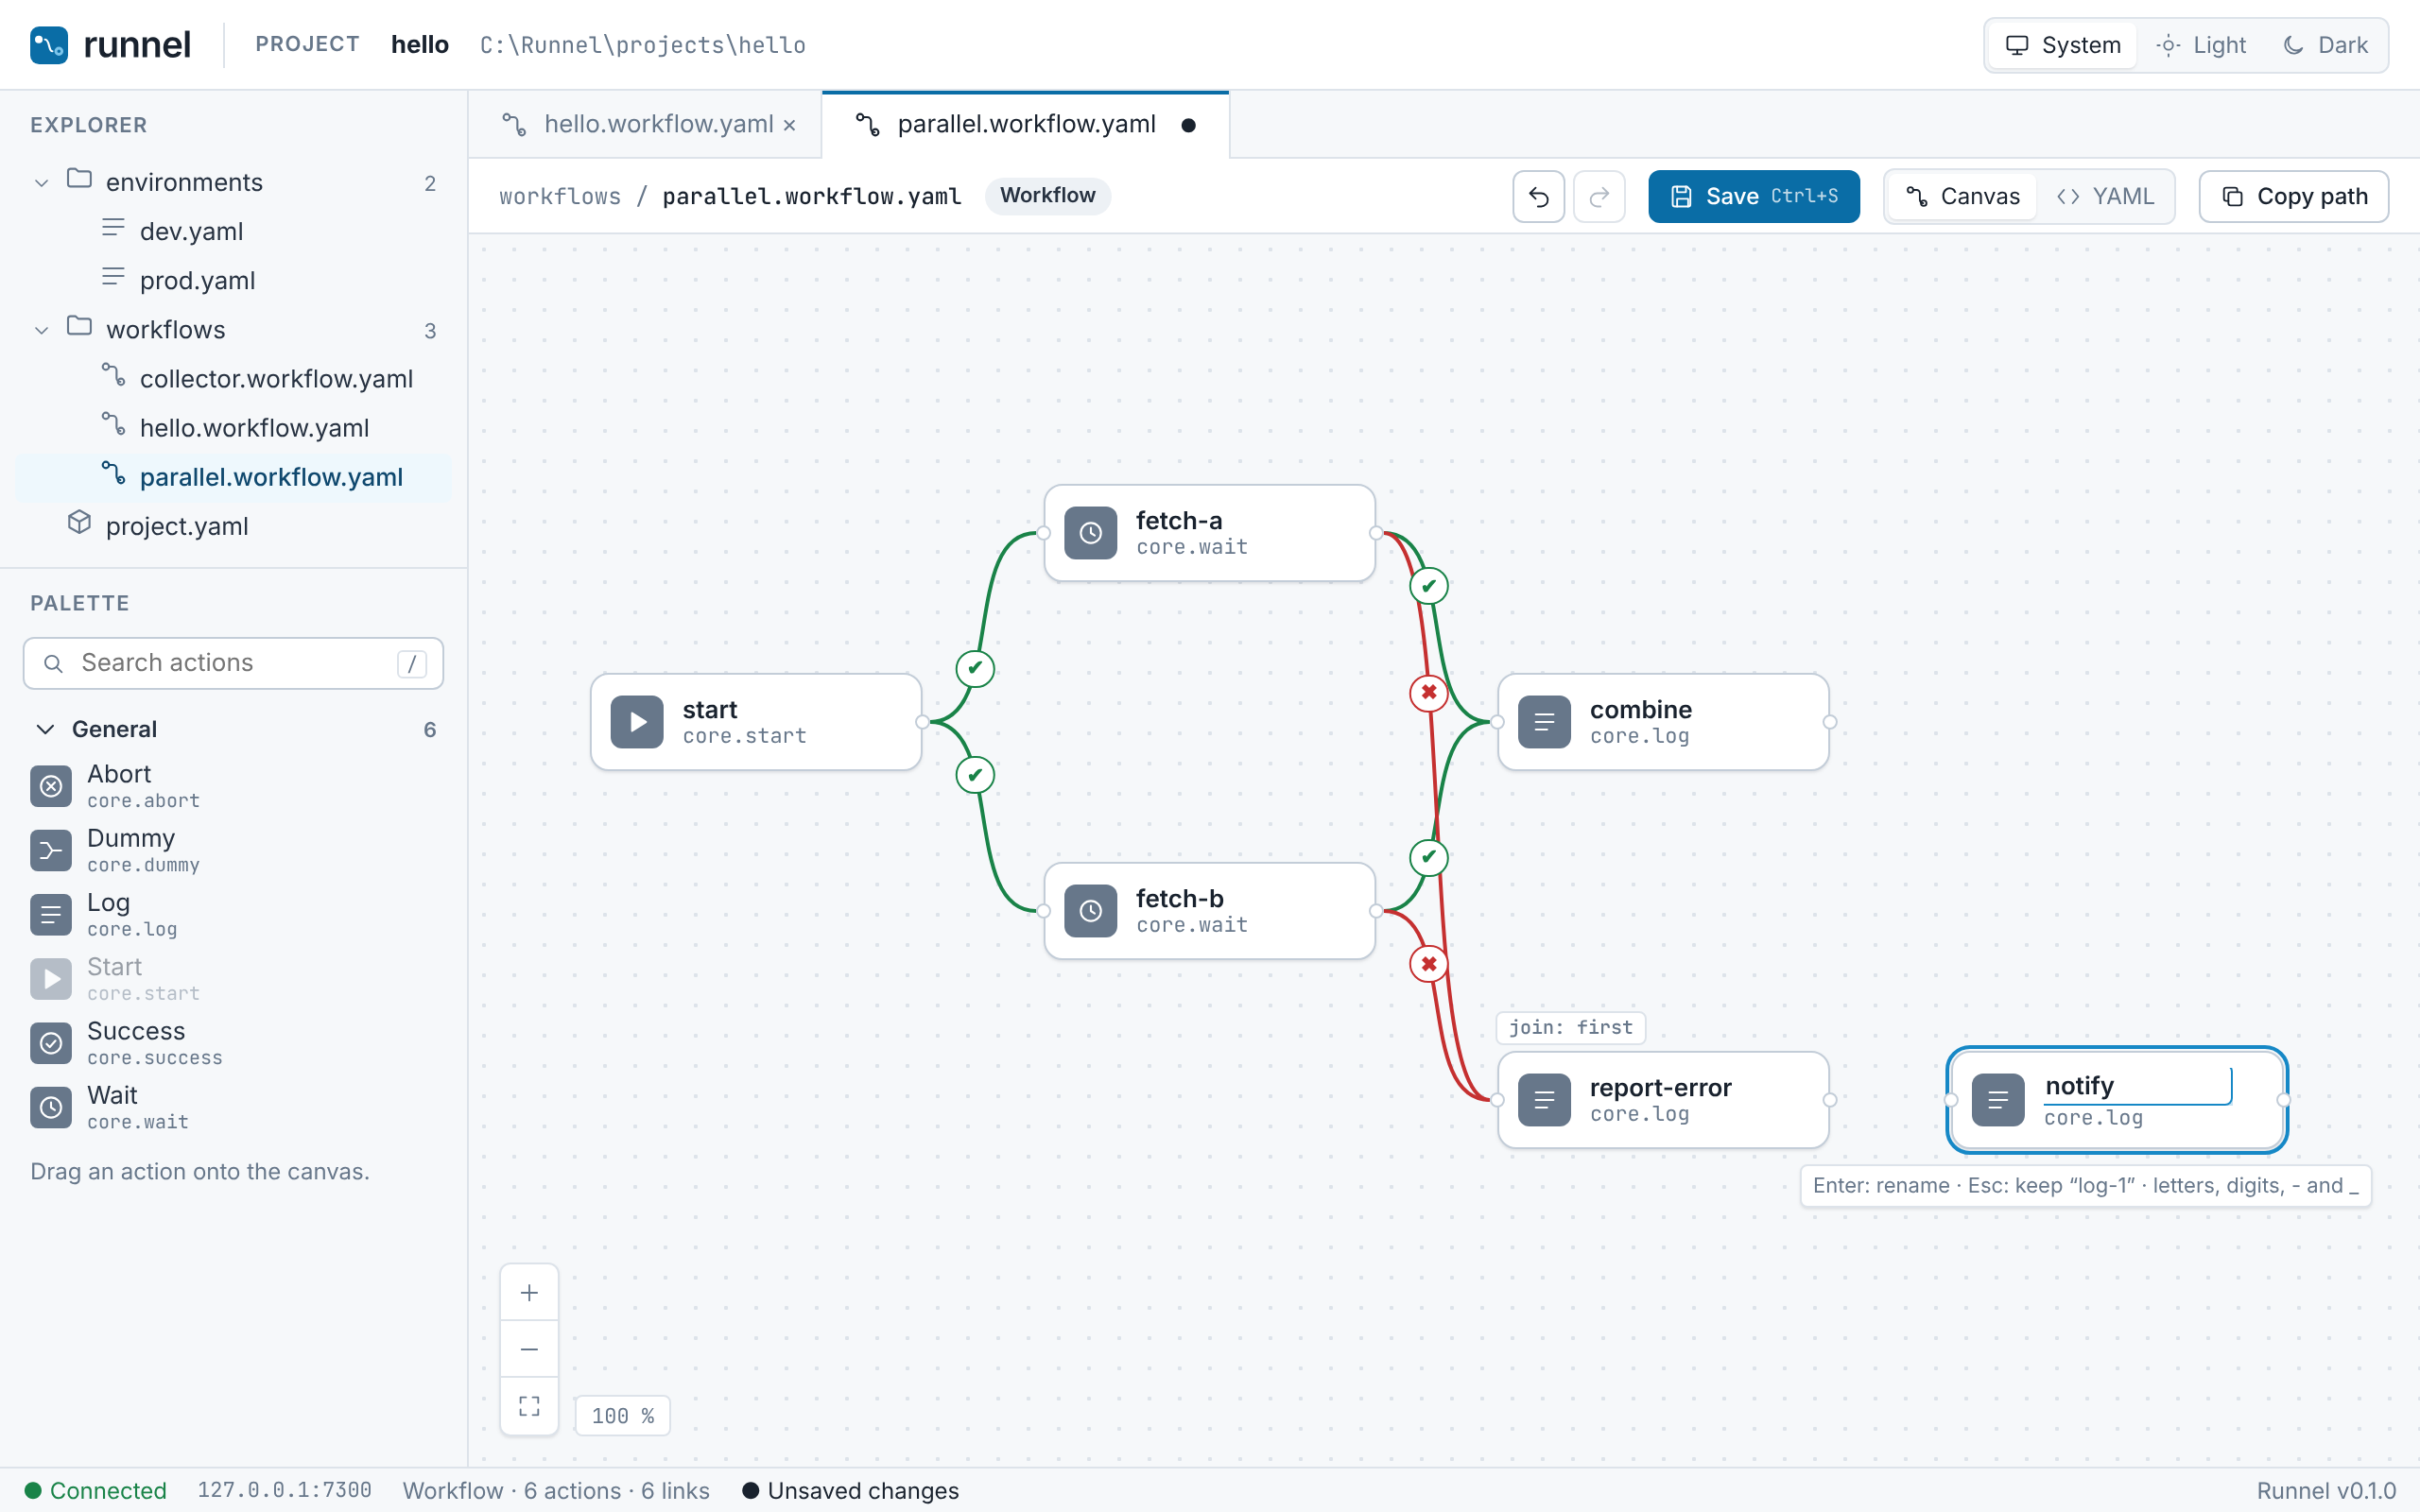 runnel
PROJECT hello C:\Runnel\projects\hello
System Light Dark
EXPLORER
environments 2
dev.yaml
prod.yaml
workflows 3
collector.workflow.yaml
hello.workflow.yaml
parallel.workflow.yaml
project.yaml
PALETTE
Search actions /
General 6
Abort
core.abort
Dummy
core.dummy
Log
core.log
Start
core.start
Success
core.success
Wait
core.wait
Drag an action onto the canvas.
hello.workflow.yaml ×
parallel.workflow.yaml
workflows / parallel.workflow.yaml Workflow
Save Ctrl+S
Canvas YAML
Copy path
fetch-a
core.wait
start
core.start
combine
core.log
fetch-b
core.wait
join: first
report-error
core.log
notify
core.log
Enter: rename · Esc: keep “log-1” · letters, digits, - and _
100 %
Connected 127.0.0.1:7300 Workflow · 6 actions · 6 links Unsaved changes
Runnel v0.1.0